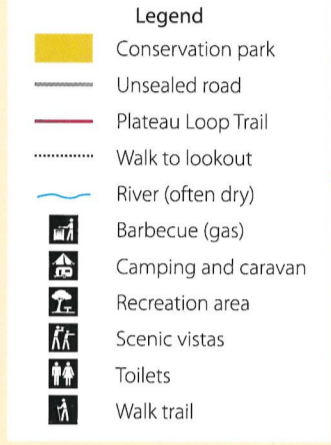 Legend
Conservation park
Unsealed road
Plateau Loop Trail
Walk to lookout
River (often dry)
Barbecue (gas)
Camping and caravan
Recreation area
Scenic vistas
Toilets
Walk trail